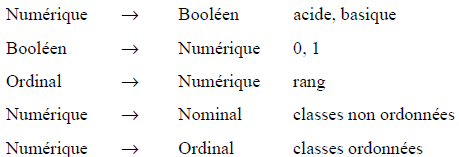 Numérique → Booléen acide, basique
Booléen → Numérique 0, 1
Ordinal → Numérique rang
Numérique → Nominal classes non ordonnées
Numérique → Ordinal classes ordonnées